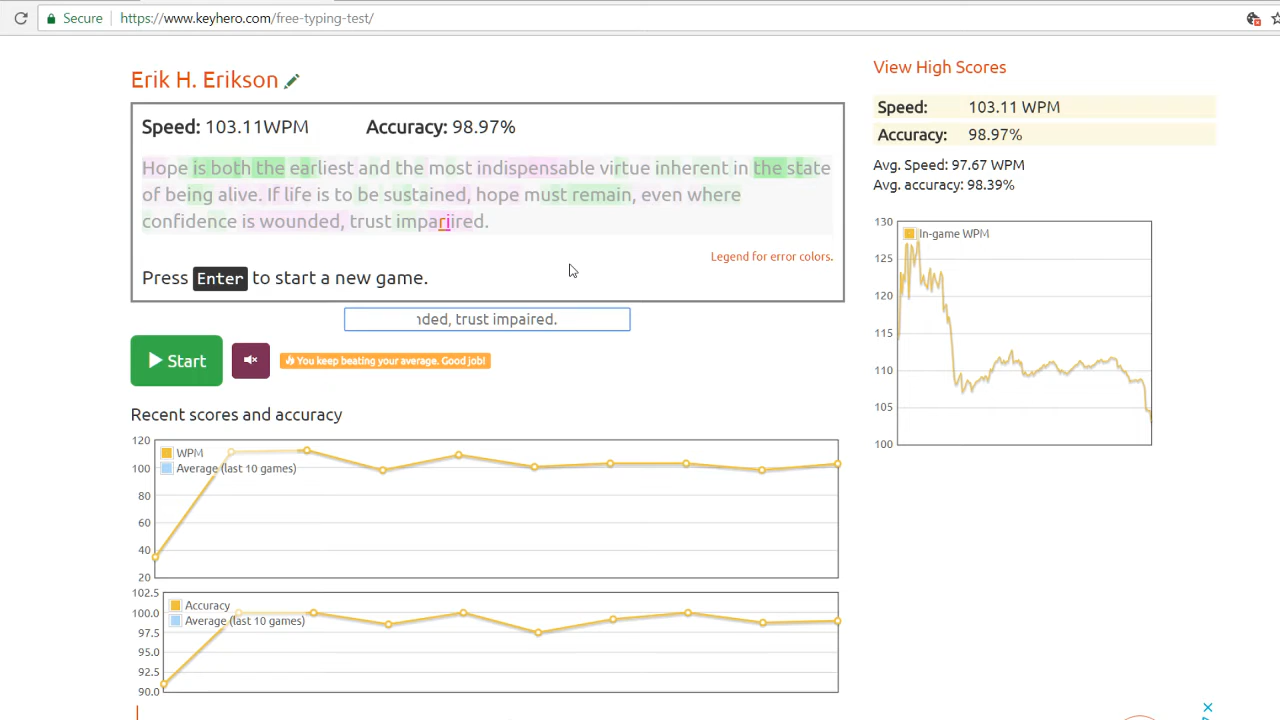 Secure https://www.keyhero.com/free-typing-test/
Erik H. Erikson
Speed: 103.11WPM Accuracy: 98.97%
Hope is both the earliest and the most indispensable virtue inherent in the state
of being alive. If life is to be sustained, hope must remain, even where
confidence is wounded, trust impariired.
Legend for error colors.
Press Enter to start a new game.
nded, trust impaired.
Start
You keep beating your average. Good job!
Recent scores and accuracy
120
WPM
Average (last 10 games)
100
80
60
40
20
102.5
Accuracy
100.0
Average (last 10 games)
97.5
95.0
92.5
90.0
View High Scores
Speed: 103.11 WPM
Accuracy: 98.97%
Avg. Speed: 97.67 WPM
Avg. accuracy: 98.39%
130
In-game WPM
125
120
115
110
105
100